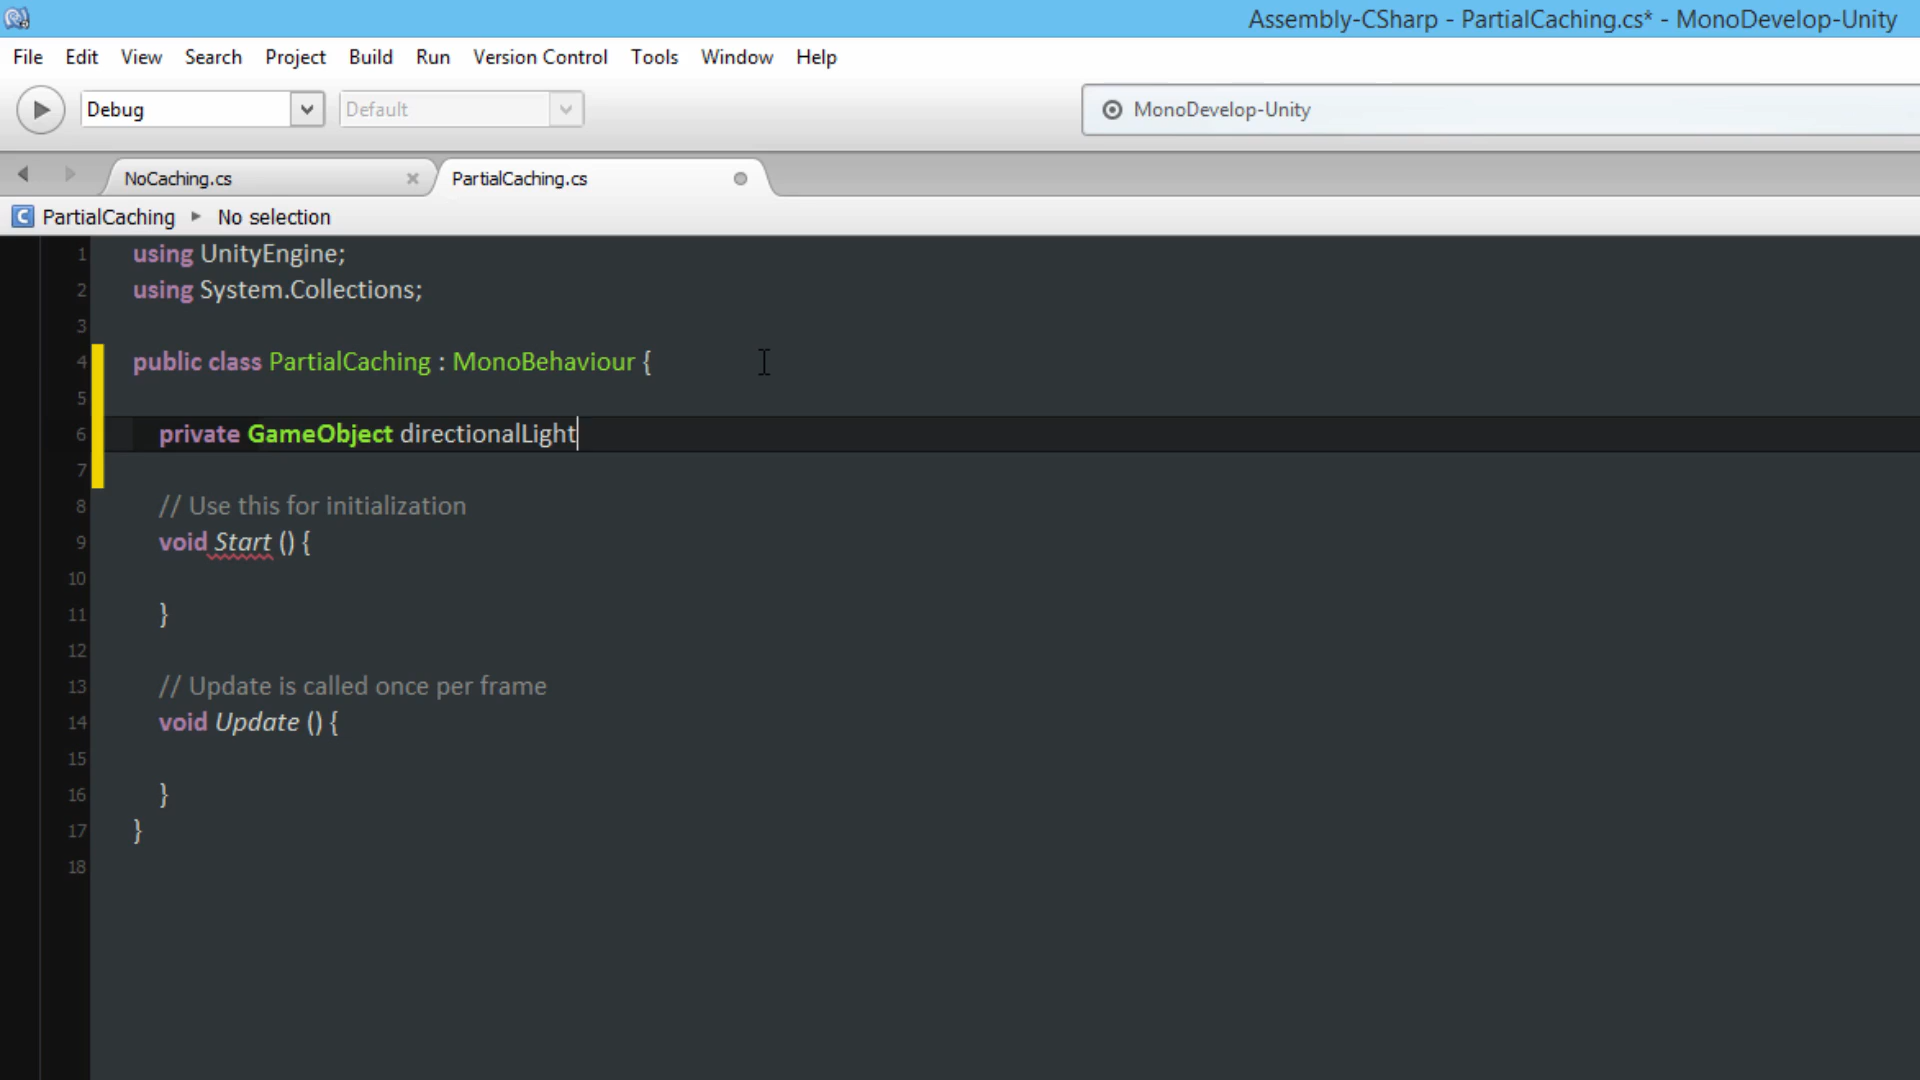 Assembly-CSharp - PartialCaching.cs* - MonoDevelop-Unity
File Edit View Search Project Build Run Version Control Tools Window Help
Debug Default MonoDevelop-Unity
NoCaching.cs PartialCaching.cs
C PartialCaching No selection
1 using UnityEngine;
2 using System.Collections;
3
4 public class PartialCaching : MonoBehaviour {
5
6 private GameObject directionalLight
7
8 // Use this for initialization
9 void Start () {
10
11 }
12
13 // Update is called once per frame
14 void Update () {
15
16 }
17 }
18